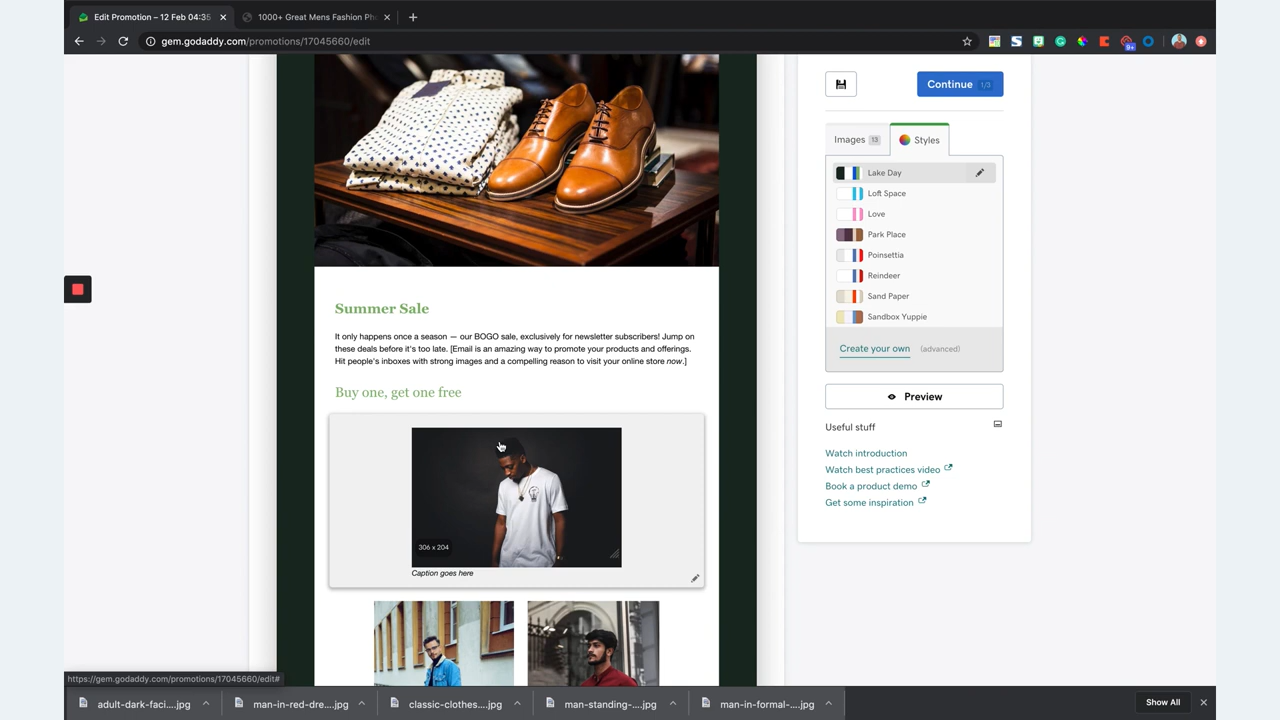 Edit Promotion – 12 Feb 04:35
1000+ Great Mens Fashion Pho
gem.godaddy.com/promotions/17045660/edit
9+
Continue 1/3
Images 13
Styles
Lake Day
Loft Space
Love
Park Place
Poinsettia
Reindeer
Sand Paper
Sandbox Yuppie
Create your own (advanced)
Preview
Useful stuff
Watch introduction
Watch best practices video
Book a product demo
Get some inspiration
Summer Sale
It only happens once a season — our BOGO sale, exclusively for newsletter subscribers! Jump on
these deals before it's too late. [Email is an amazing way to promote your products and offerings.
Hit people's inboxes with strong images and a compelling reason to visit your online store now.]
Buy one, get one free
306 x 204
Caption goes here
https://gem.godaddy.com/promotions/17045660/edit#
adult-dark-faci....jpg
man-in-red-dre....jpg
classic-clothes....jpg
man-standing-....jpg
man-in-formal-....jpg
Show All